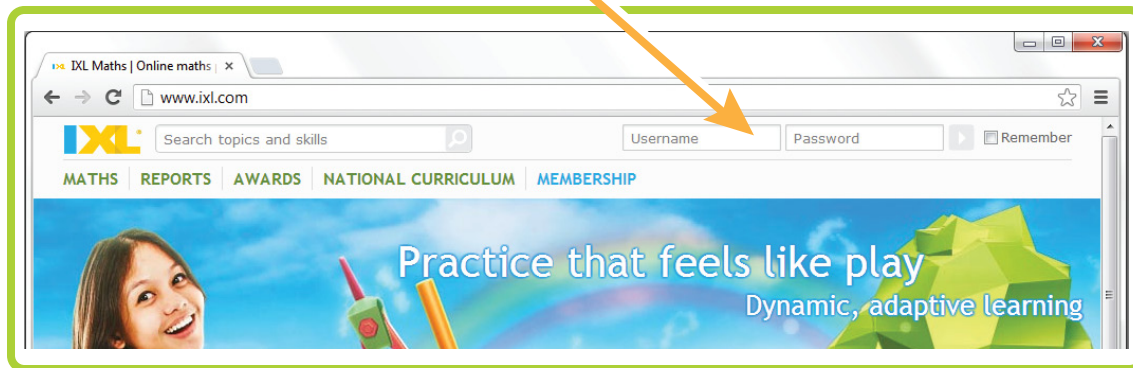 IXL Maths | Online maths
www.ixl.com
IXL Search topics and skills Username Password Remember
MATHS REPORTS AWARDS NATIONAL CURRICULUM MEMBERSHIP
Practice that feels like play
Dynamic, adaptive learning